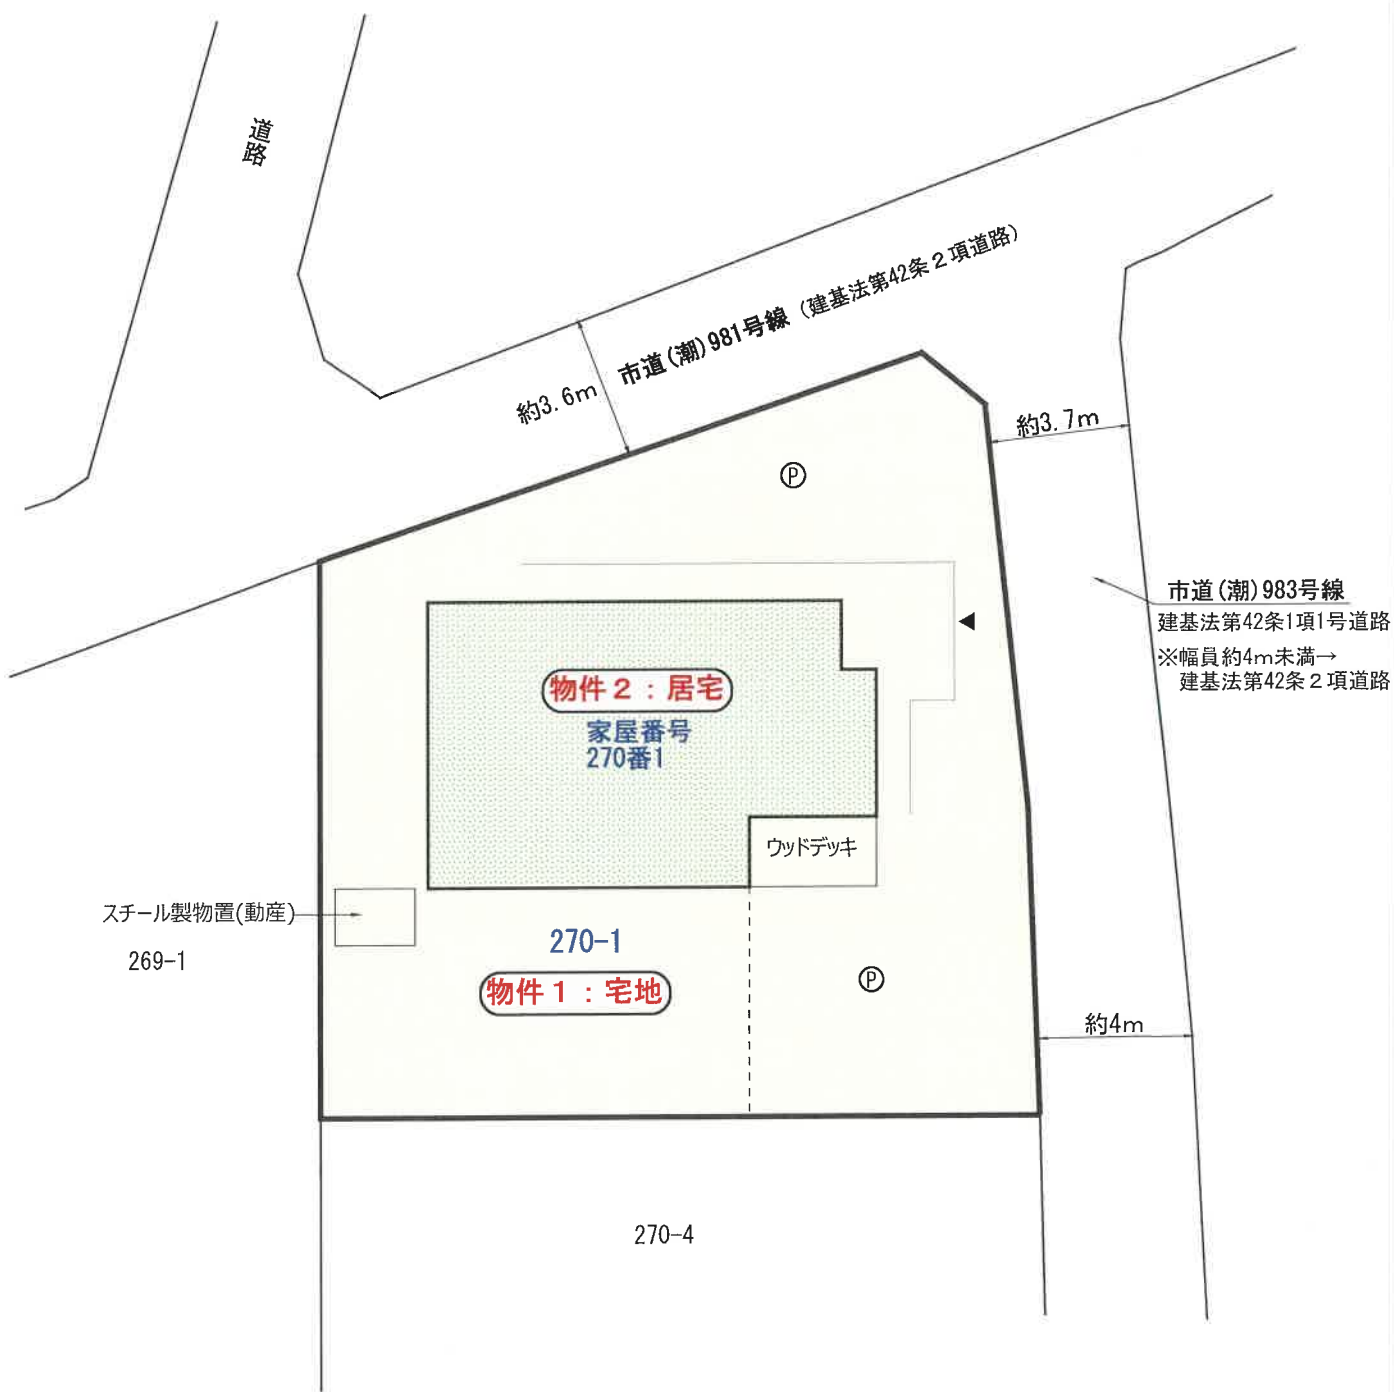 道路
市道(潮)981号線（建基法第42条２項道路）
約3.6m
約3.7m
Ⓟ
市道(潮)983号線
建基法第42条1項1号道路
※幅員約4m未満→
建基法第42条２項道路
物件２：居宅
家屋番号
270番1
ウッドデッキ
スチール製物置(動産)
269-1
270-1
物件１：宅地
Ⓟ
約4m
270-4